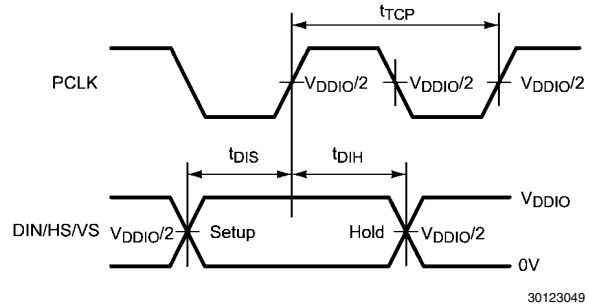 tTCP
PCLK
VDDIO/2 VDDIO/2 VDDIO/2
tDIS tDIH
VDDIO
DIN/HS/VS VDDIO/2 Setup Hold VDDIO/2
0V
30123049